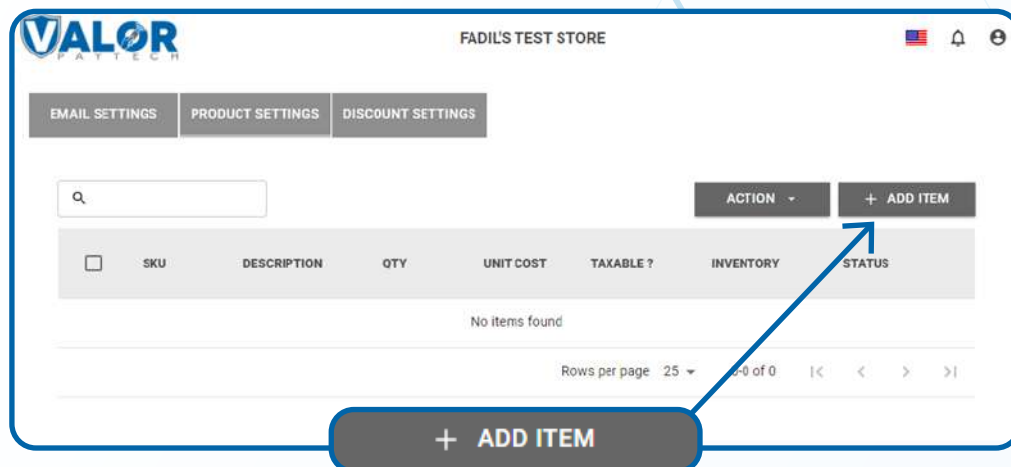 VALOR
PAYTECH
FADIL'S TEST STORE
EMAIL SETTINGS PRODUCT SETTINGS DISCOUNT SETTINGS
ACTION + ADD ITEM
SKU DESCRIPTION QTY UNIT COST TAXABLE ? INVENTORY STATUS
No items found
Rows per page 25 0-0 of 0
+ ADD ITEM